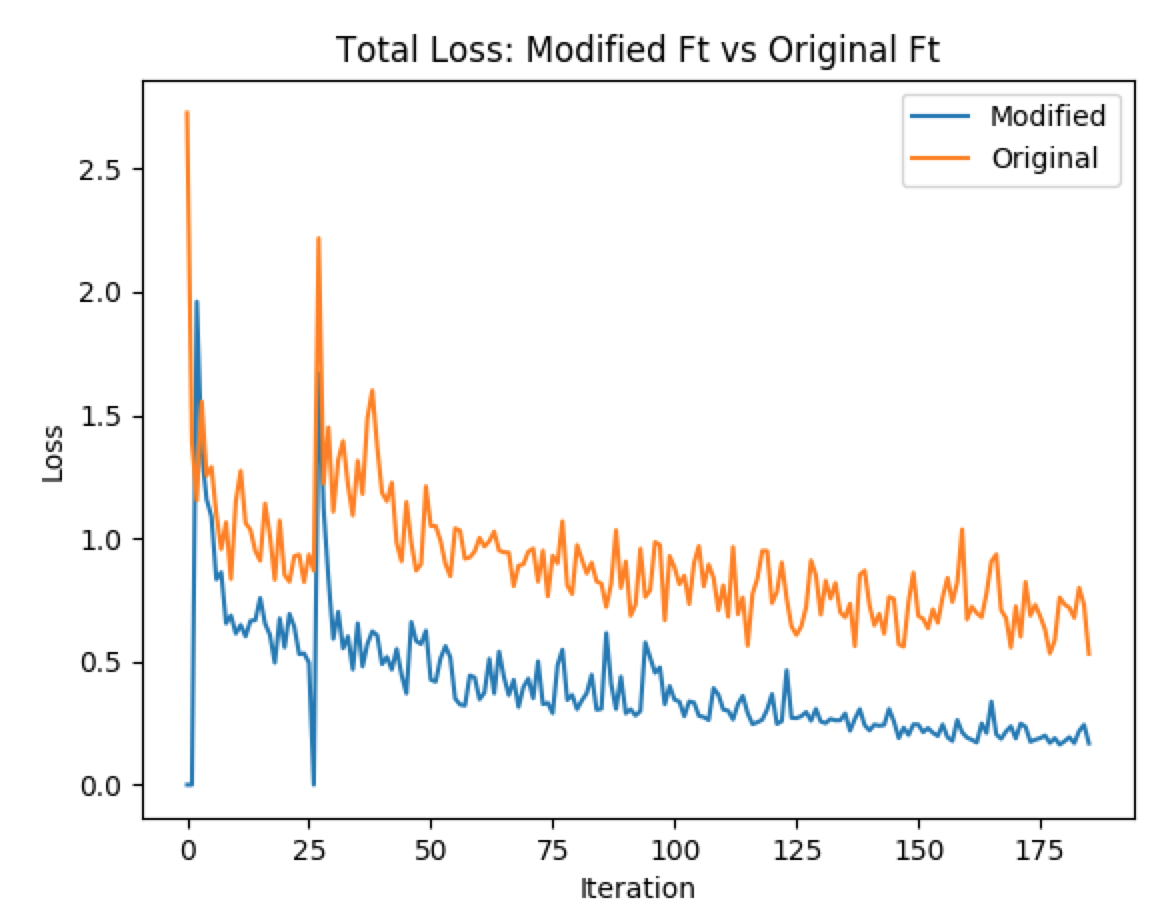 Total Loss: Modified Ft vs Original Ft
Modified
Original
Loss
2.5
2.0
1.5
1.0
0.5
0.0
0 25 50 75 100 125 150 175
Iteration